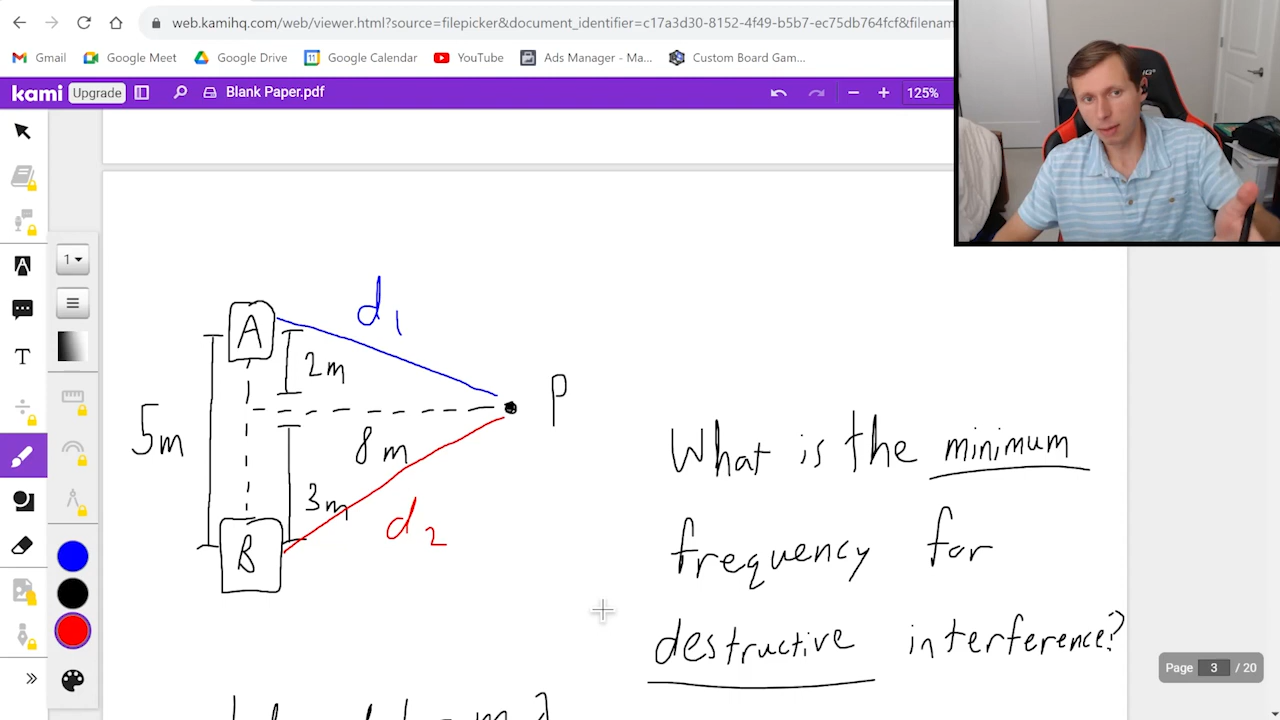 web.kamihq.com/web/viewer.html?source=filepicker&document_identifier=c17a3d30-8152-4f49-b5b7-ec75db764fcf&filenam
Gmail Google Meet Google Drive Google Calendar YouTube Ads Manager - Ma... Custom Board Gam...
kami Upgrade Blank Paper.pdf 125%
1
T
A
d1
2m
5m
P
8m
3m
B
d2
What is the minimum
frequency for
destructive interference?
Page 3 / 20